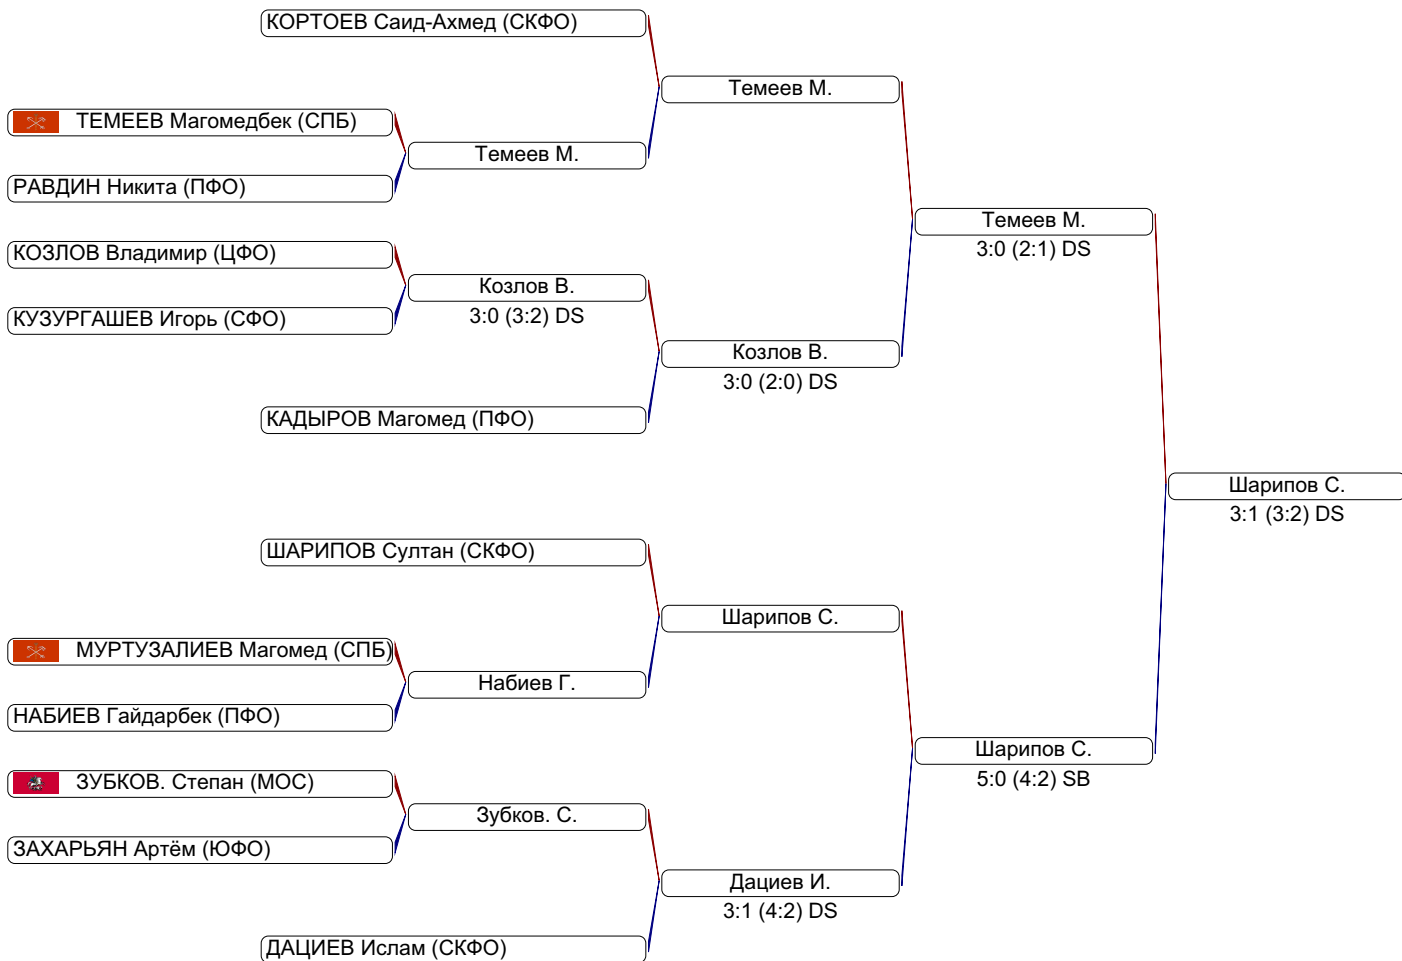 КОРТОЕВ Саид-Ахмед (СКФО)
Темеев М.
ТЕМЕЕВ Магомедбек (СПБ)
Темеев М.
РАВДИН Никита (ПФО)
Темеев М.
3:0 (2:1) DS
КОЗЛОВ Владимир (ЦФО)
Козлов В.
3:0 (3:2) DS
КУЗУРГАШЕВ Игорь (СФО)
Козлов В.
3:0 (2:0) DS
КАДЫРОВ Магомед (ПФО)
Шарипов С.
3:1 (3:2) DS
ШАРИПОВ Султан (СКФО)
Шарипов С.
МУРТУЗАЛИЕВ Магомед (СПБ)
Набиев Г.
НАБИЕВ Гайдарбек (ПФО)
Шарипов С.
5:0 (4:2) SB
ЗУБКОВ. Степан (МОС)
Зубков. С.
ЗАХАРЬЯН Артём (ЮФО)
Дациев И.
3:1 (4:2) DS
ДАЦИЕВ Ислам (СКФО)